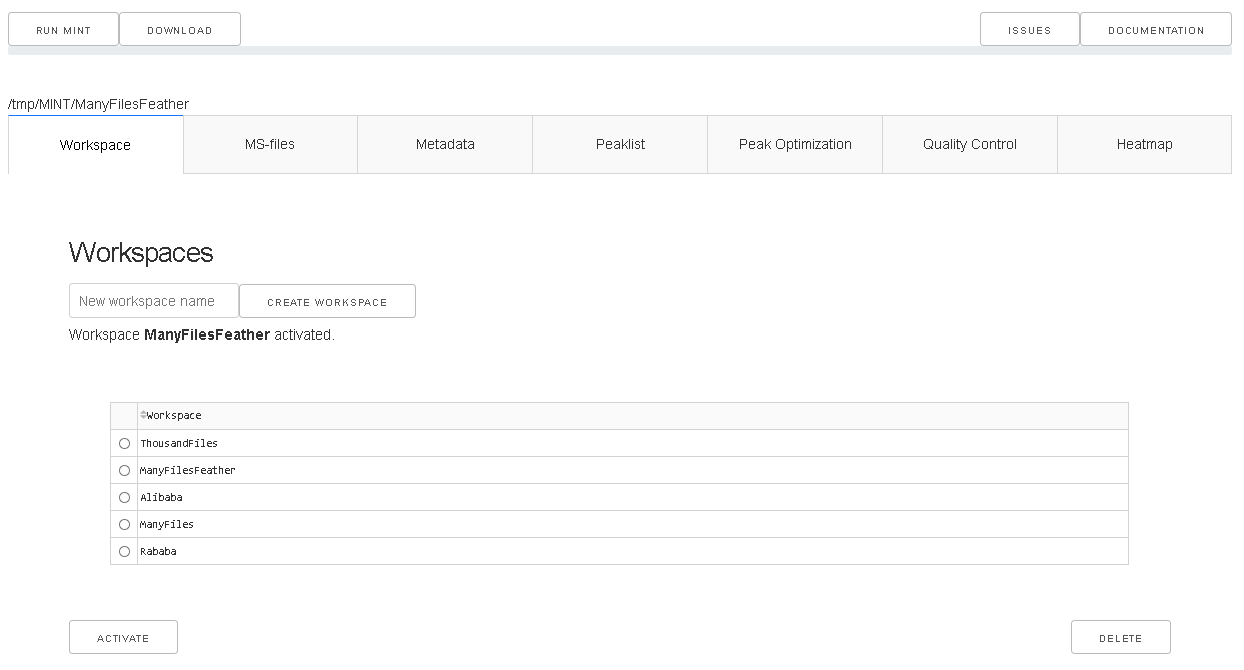 RUN MINT DOWNLOAD ISSUES DOCUMENTATION
/tmp/MINT/ManyFilesFeather
Workspace MS-files Metadata Peaklist Peak Optimization Quality Control Heatmap
Workspaces
New workspace name CREATE WORKSPACE
Workspace ManyFilesFeather activated.
Workspace
ThousandFiles
ManyFilesFeather
Alibaba
ManyFiles
Rababa
ACTIVATE DELETE